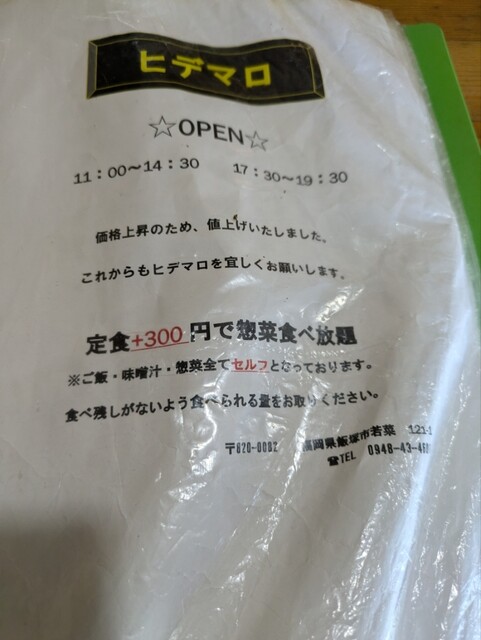 ヒデマロ
☆OPEN☆
11：00～14：30 17：30～19：30
価格上昇のため、値上げいたしました。
これからもヒデマロを宜しくお願いします。
定食+300 円で惣菜食べ放題
※ご飯・味噌汁・惣菜全てセルフとなっております。
食べ残しがないよう食べられる量をお取りください。
〒820-0082 福岡県飯塚市若菜
☎TEL